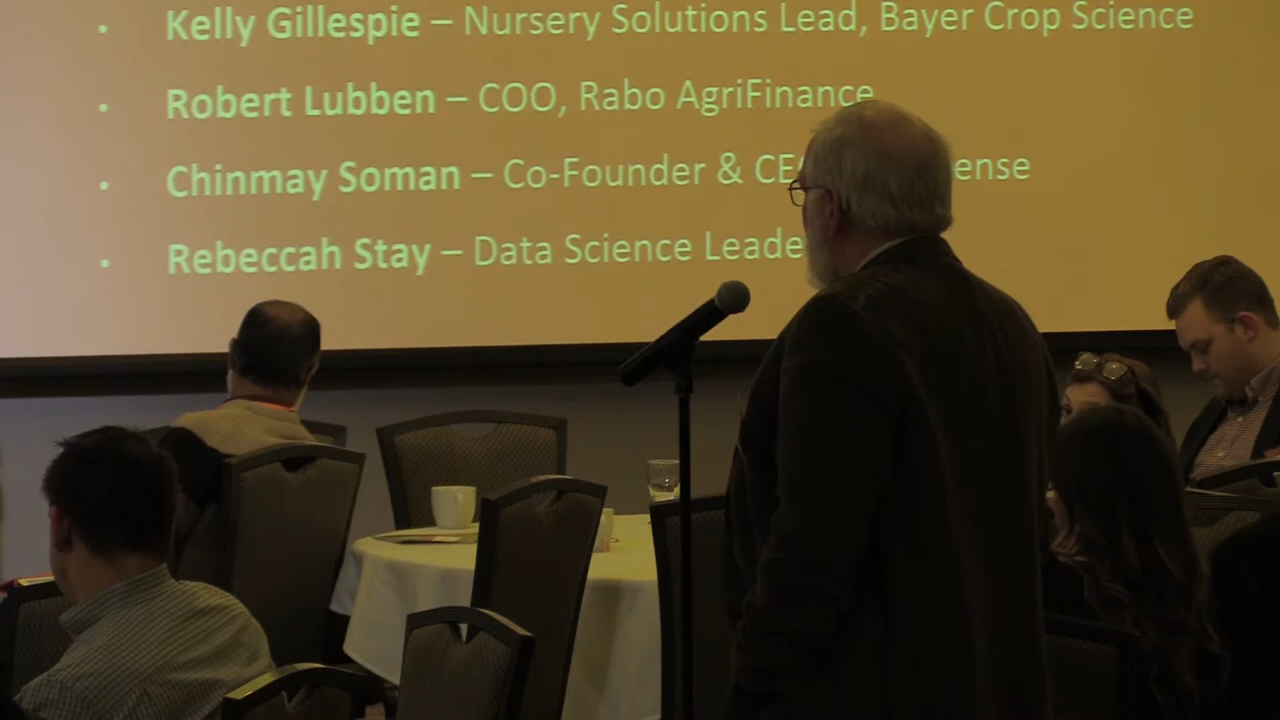 • Kelly Gillespie – Nursery Solutions Lead, Bayer Crop Science
• Robert Lubben – COO, Rabo AgriFinance
• Chinmay Soman – Co-Founder & CE ense
• Rebeccah Stay – Data Science Leade